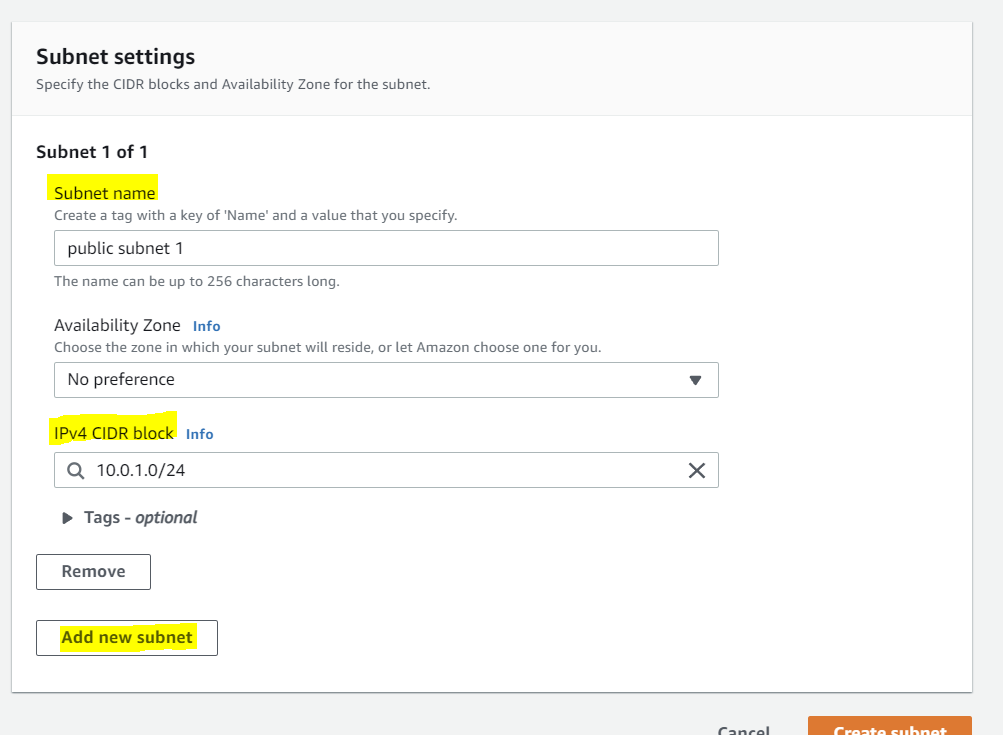 Subnet settings
Specify the CIDR blocks and Availability Zone for the subnet.
Subnet 1 of 1
Subnet name
Create a tag with a key of 'Name' and a value that you specify.
public subnet 1
The name can be up to 256 characters long.
Availability Zone Info
Choose the zone in which your subnet will reside, or let Amazon choose one for you.
No preference
IPv4 CIDR block Info
10.0.1.0/24
Tags - optional
Remove
Add new subnet
Cancel Create subnet